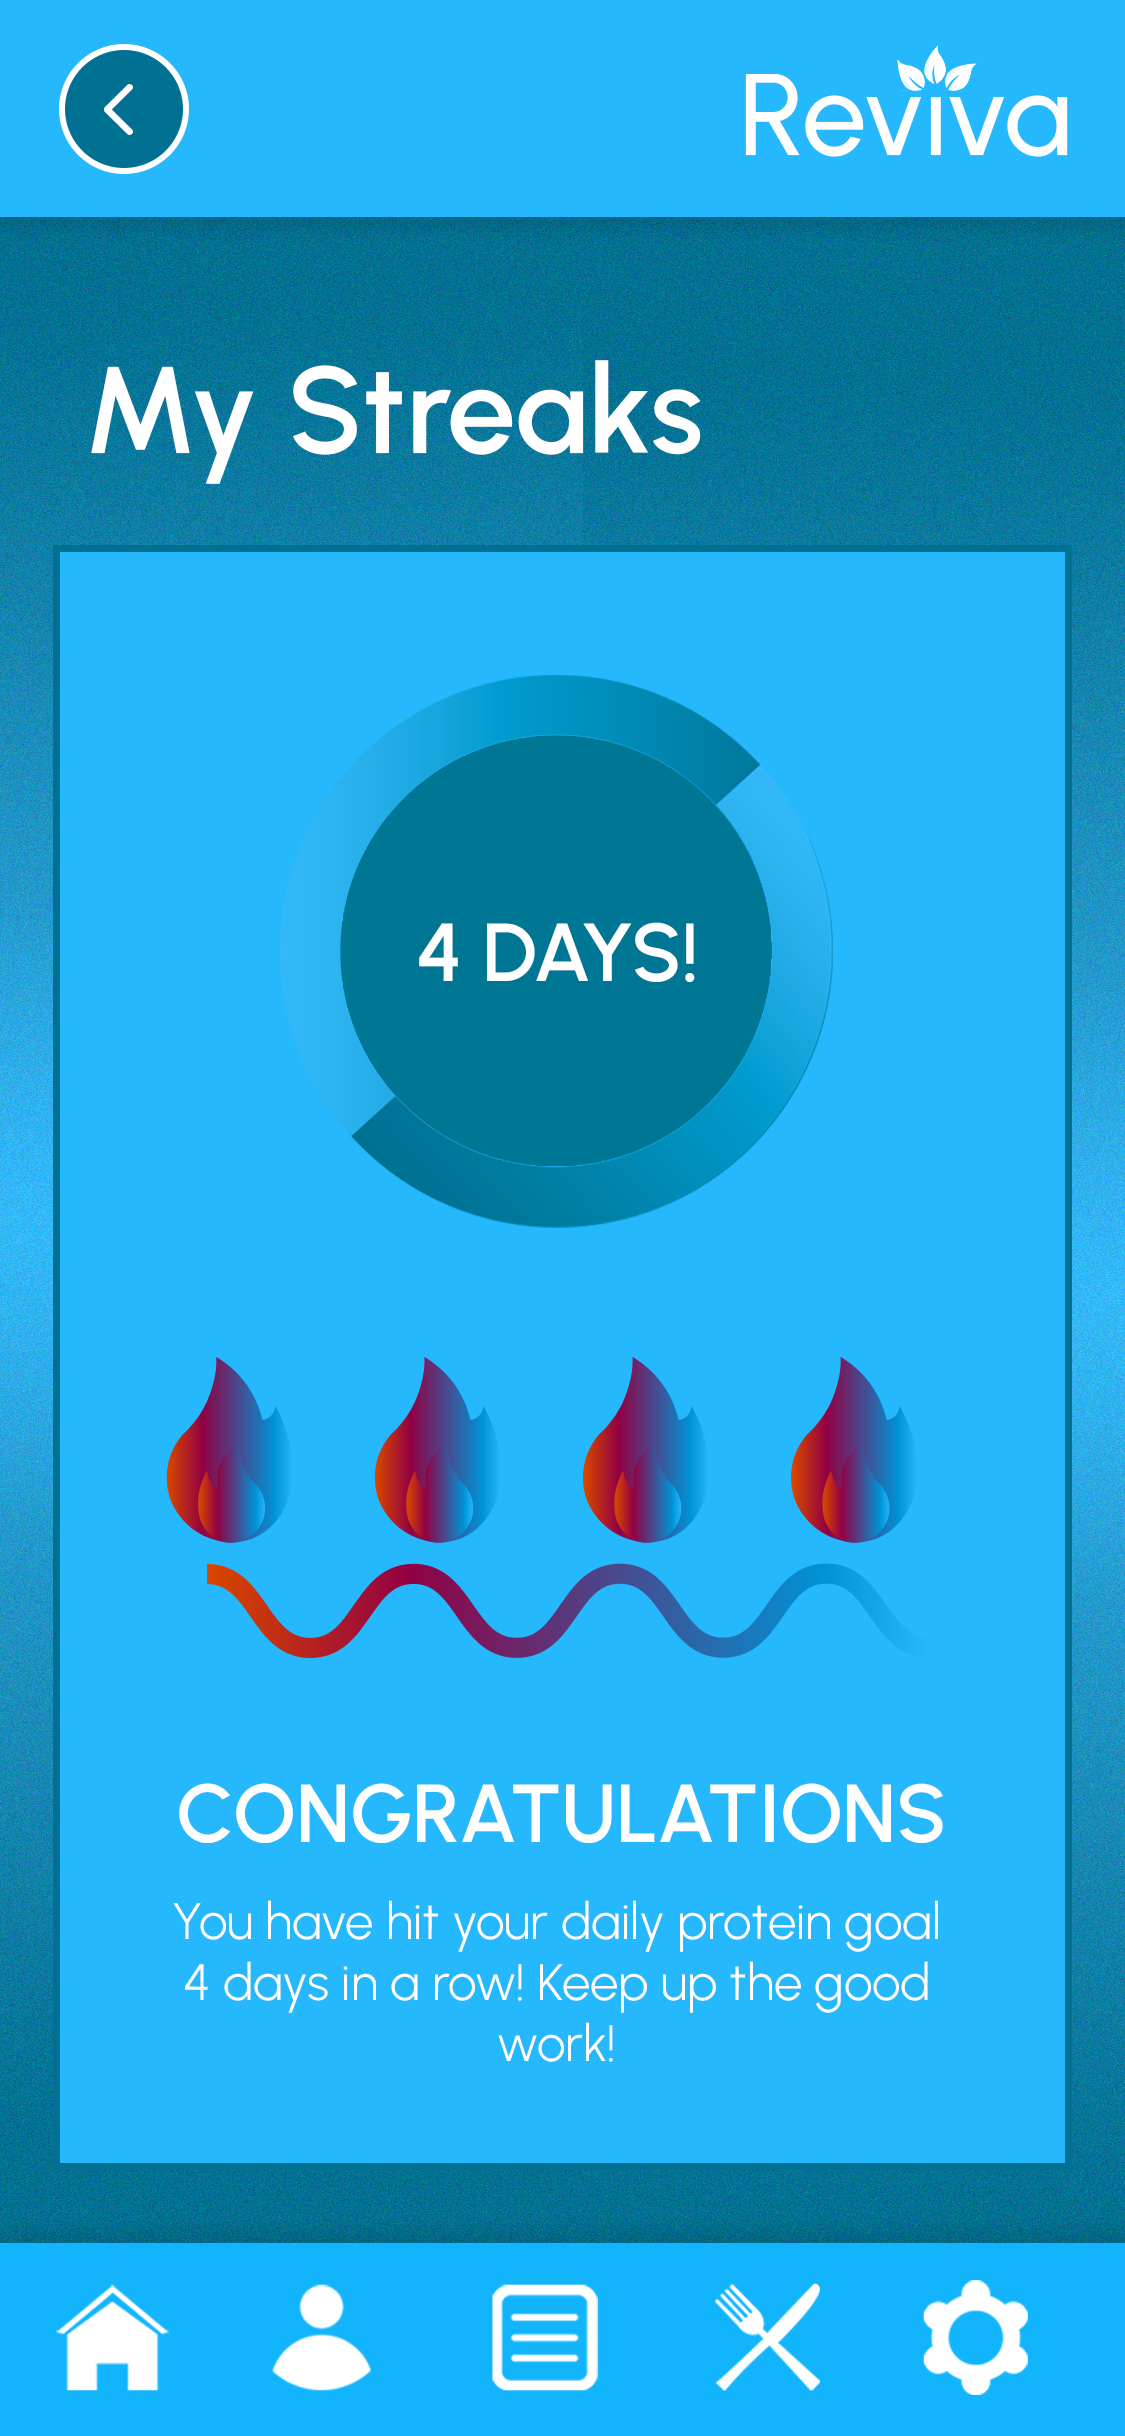 Reviva
My Streaks
4 DAYS!
CONGRATULATIONS
You have hit your daily protein goal
4 days in a row! Keep up the good
work!